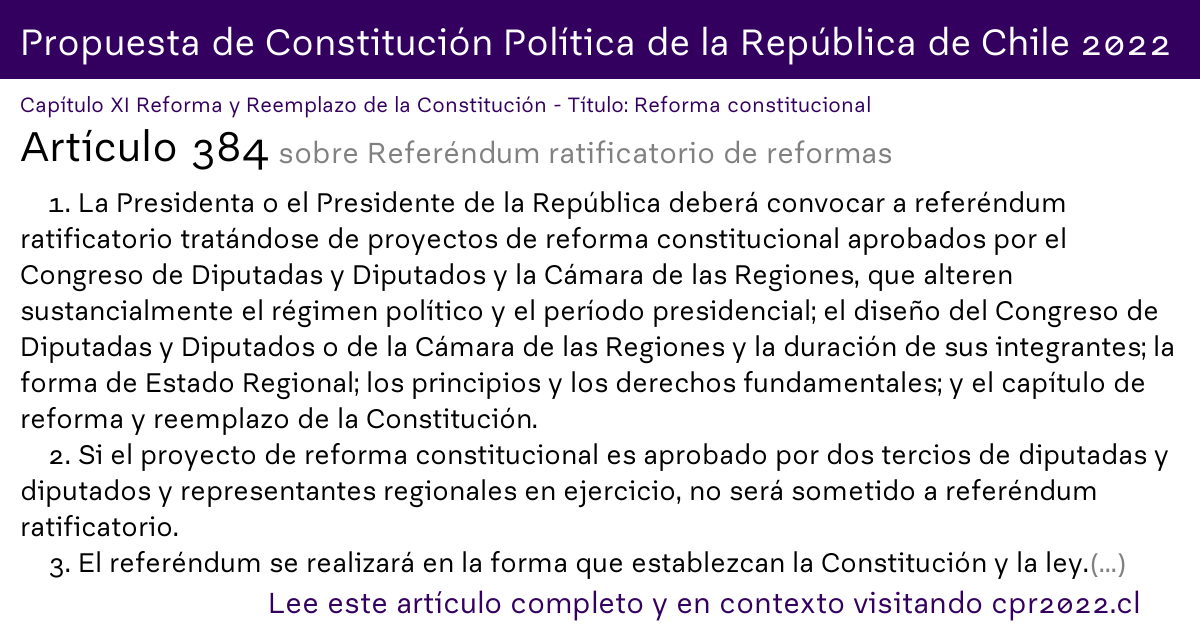 Propuesta de Constitución Política de la República de Chile 2022
Capítulo XI Reforma y Reemplazo de la Constitución - Título: Reforma constitucional
Artículo 384 sobre Referéndum ratificatorio de reformas
1. La Presidenta o el Presidente de la República deberá convocar a referéndum
ratificatorio tratándose de proyectos de reforma constitucional aprobados por el
Congreso de Diputadas y Diputados y la Cámara de las Regiones, que alteren
sustancialmente el régimen político y el período presidencial; el diseño del Congreso de
Diputadas y Diputados o de la Cámara de las Regiones y la duración de sus integrantes; la
forma de Estado Regional; los principios y los derechos fundamentales; y el capítulo de
reforma y reemplazo de la Constitución.
2. Si el proyecto de reforma constitucional es aprobado por dos tercios de diputadas y
diputados y representantes regionales en ejercicio, no será sometido a referéndum
ratificatorio.
3. El referéndum se realizará en la forma que establezcan la Constitución y la ley.(...)
Lee este artículo completo y en contexto visitando cpr2022.cl